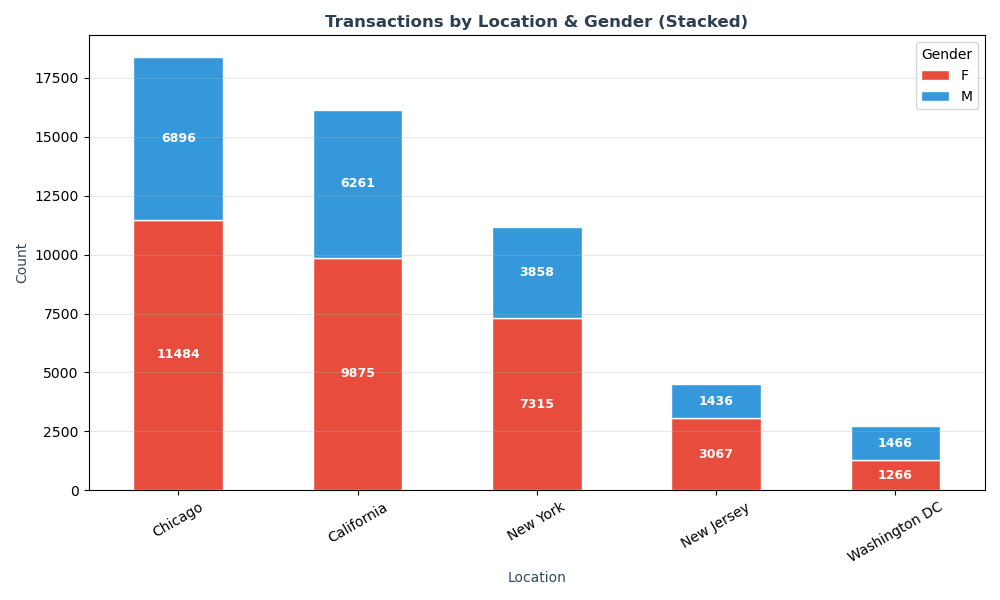 Transactions by Location & Gender (Stacked)
Gender
F
M
Count
17500
15000
12500
10000
7500
5000
2500
0
6896
11484
6261
9875
3858
7315
1436
3067
1466
1266
Chicago
California
New York
New Jersey
Washington DC
Location